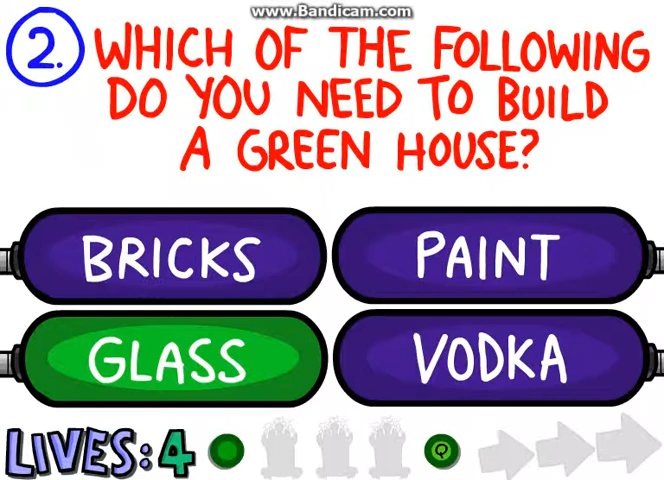 www.Bandicam.com
2. WHICH OF THE FOLLOWING
DO YOU NEED TO BUILD
A GREEN HOUSE?
BRICKS
PAINT
GLASS
VODKA
LIVES: 4